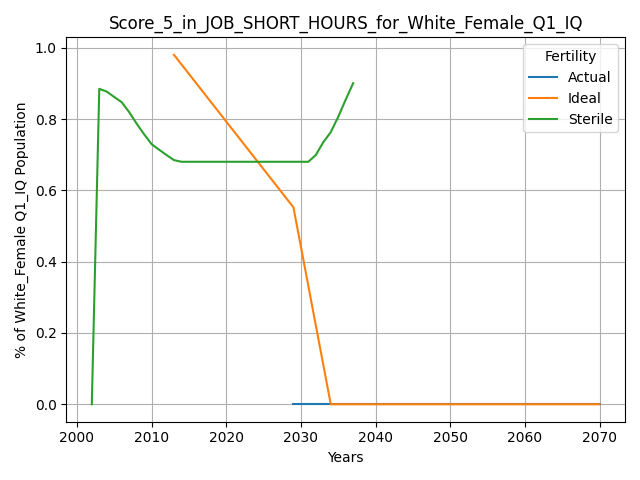 Score_5_in_JOB_SHORT_HOURS_for_White_Female_Q1_IQ
Fertility
Actual
Ideal
Sterile
% of White_Female Q1_IQ Population
1.0
0.8
0.6
0.4
0.2
0.0
2000 2010 2020 2030 2040 2050 2060 2070
Years